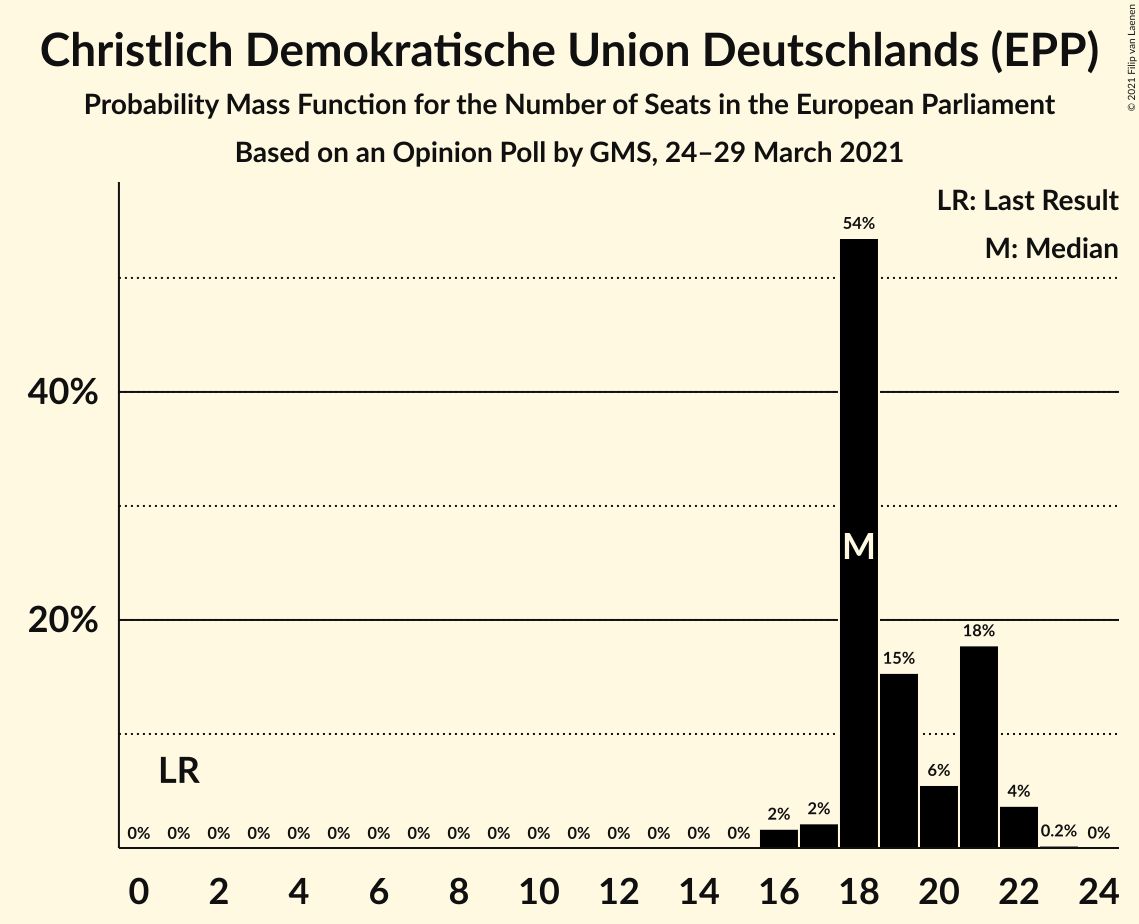 Christlich Demokratische Union Deutschlands (EPP)
Probability Mass Function for the Number of Seats in the European Parliament
Based on an Opinion Poll by GMS, 24–29 March 2021
© 2021 Filip van Laenen
LR: Last Result
M: Median
54%
40%
M
20%
18%
15%
LR
6%
4%
2%
2%
0% 0% 0% 0% 0% 0% 0% 0% 0% 0% 0% 0% 0% 0% 0% 0% 0.2% 0%
0 2 4 6 8 10 12 14 16 18 20 22 24